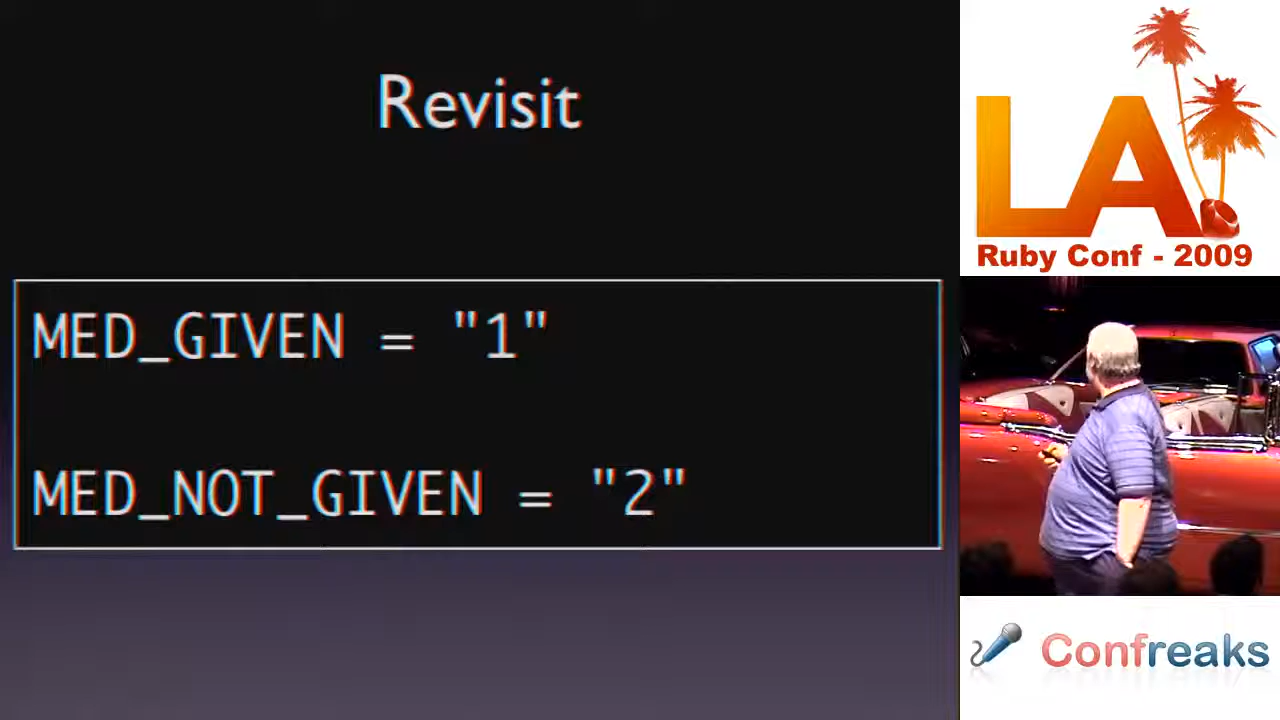 Revisit
MED_GIVEN = "1"
MED_NOT_GIVEN = "2"
LA
Ruby Conf - 2009
Confreaks